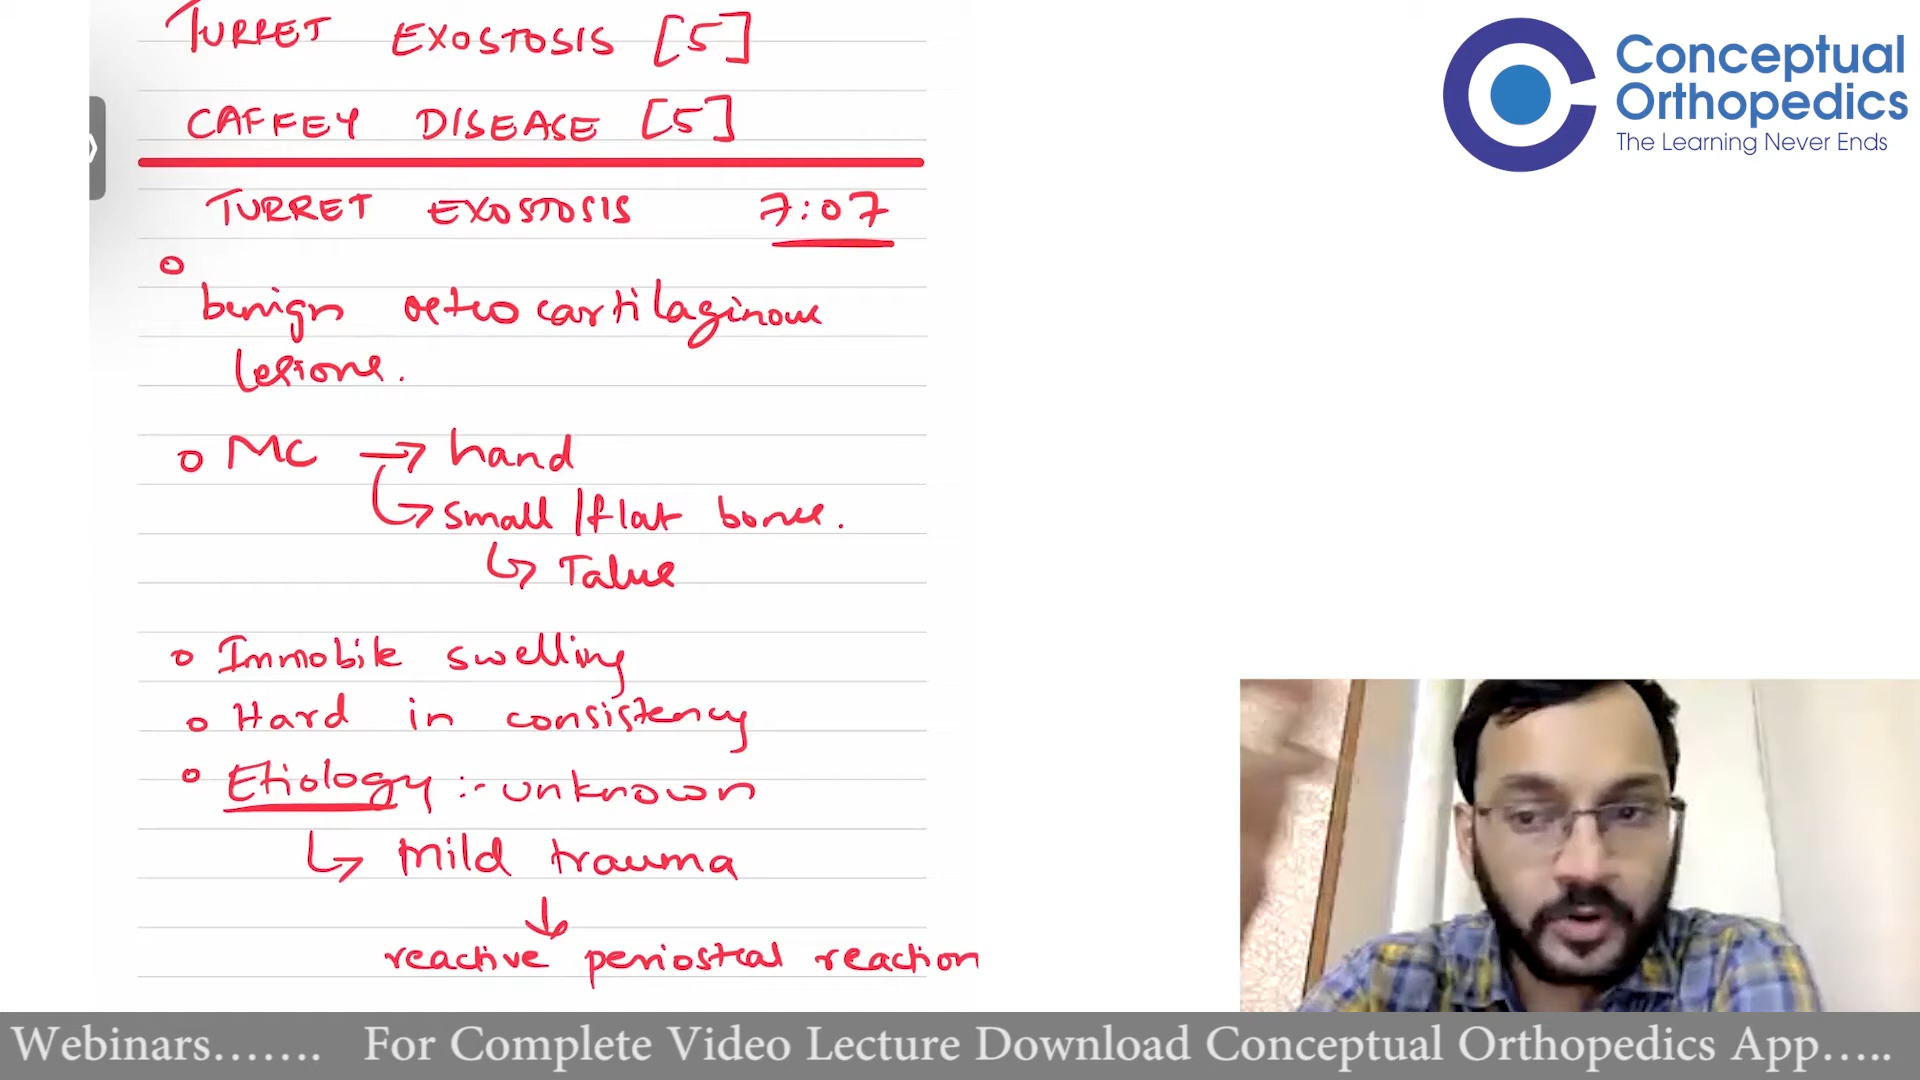 TURRET EXOSTOSIS [5]
CAFFEY DISEASE [5]
TURRET EXOSTOSIS 7:07
benign osteocartilaginous
lesions.
MC → hand
↳ small/flat bones.
↳ Talus
Immobile swelling
Hard in consistency
Etiology :- unknown
↳ Mild trauma
↓
reactive periosteal reaction
Conceptual
Orthopedics
The Learning Never Ends
Webinars....... For Complete Video Lecture Download Conceptual Orthopedics App.....